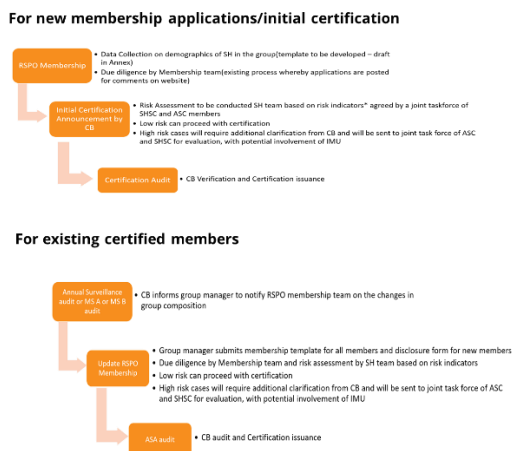 For new membership applications/initial certification
RSPO Membership
• Data Collection on demographics of SH in the group(template to be developed – draft
in Annex)
• Due diligence by Membership team(existing process whereby applications are posted
for comments on website)
Initial Certification
Announcement by
CB
• Risk Assessment to be conducted SH team based on risk indicators* agreed by a joint taskforce of
SHSC and ASC members
• Low risk can proceed with certification
• High risk cases will require additional clarification from CB and will be sent to joint task force of ASC
and SHSC for evaluation, with potential involvement of IMU
Certification Audit
• CB Verification and Certification issuance
For existing certified members
Annual Surveillance
audit or MS A or MS B
audit
• CB informs group manager to notify RSPO membership team on the changes in
group composition
Update RSPO
Membership
• Group manager submits membership template for all members and disclosure form for new members
• Due diligence by Membership team and risk assessment by SH team based on risk indicators
• Low risk can proceed with certification
• High risk cases will require additional clarification from CB and will be sent to joint task force of ASC
and SHSC for evaluation, with potential involvement of IMU
ASA audit
• CB audit and Certification issuance